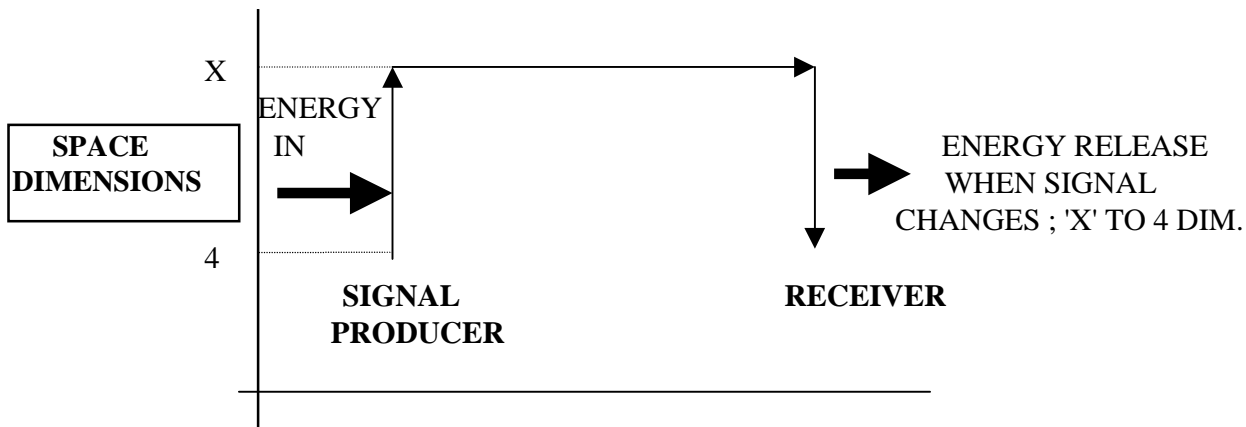 X
ENERGY
IN
SPACE
DIMENSIONS
ENERGY RELEASE
WHEN SIGNAL
CHANGES ; 'X' TO 4 DIM.
4
SIGNAL
PRODUCER
RECEIVER